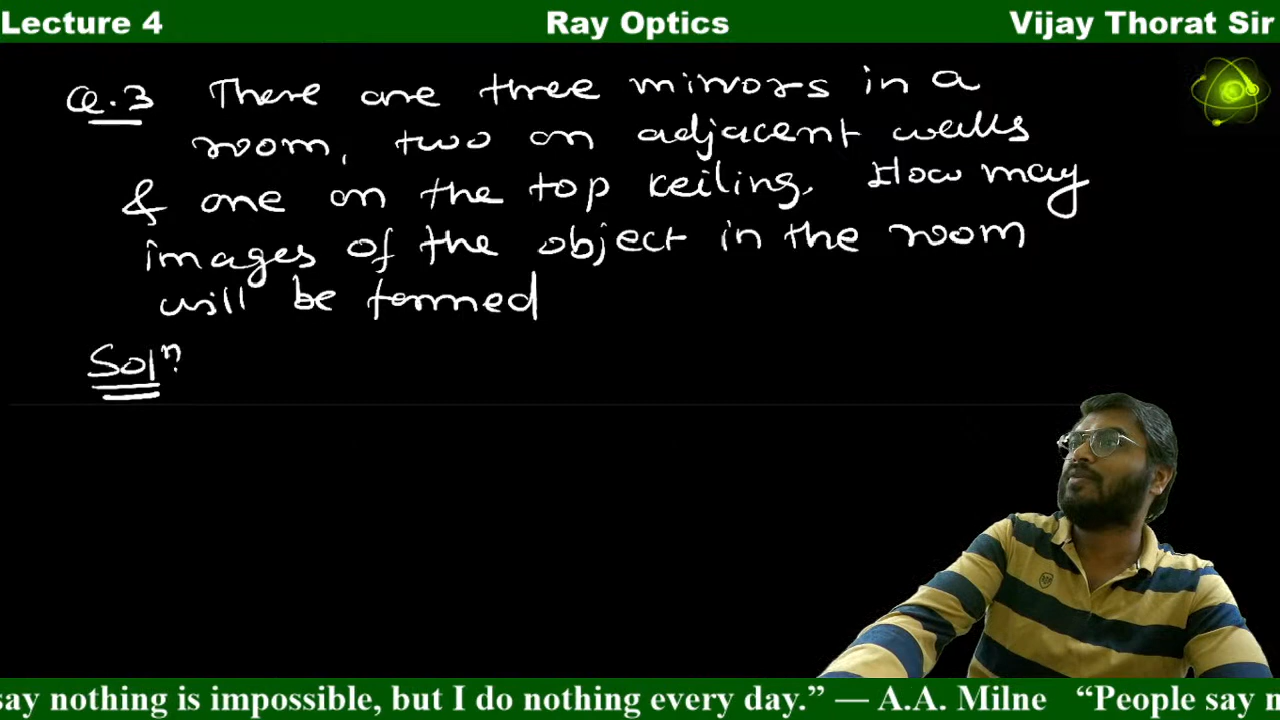 Lecture 4 Ray Optics Vijay Thorat Sir
Q.3 There are three mirrors in a
room, two on adjacent walls
& one on the top keiling. How may
images of the object in the room
will be formed
Solⁿ:
say nothing is impossible, but I do nothing every day.” — A.A. Milne “People say n